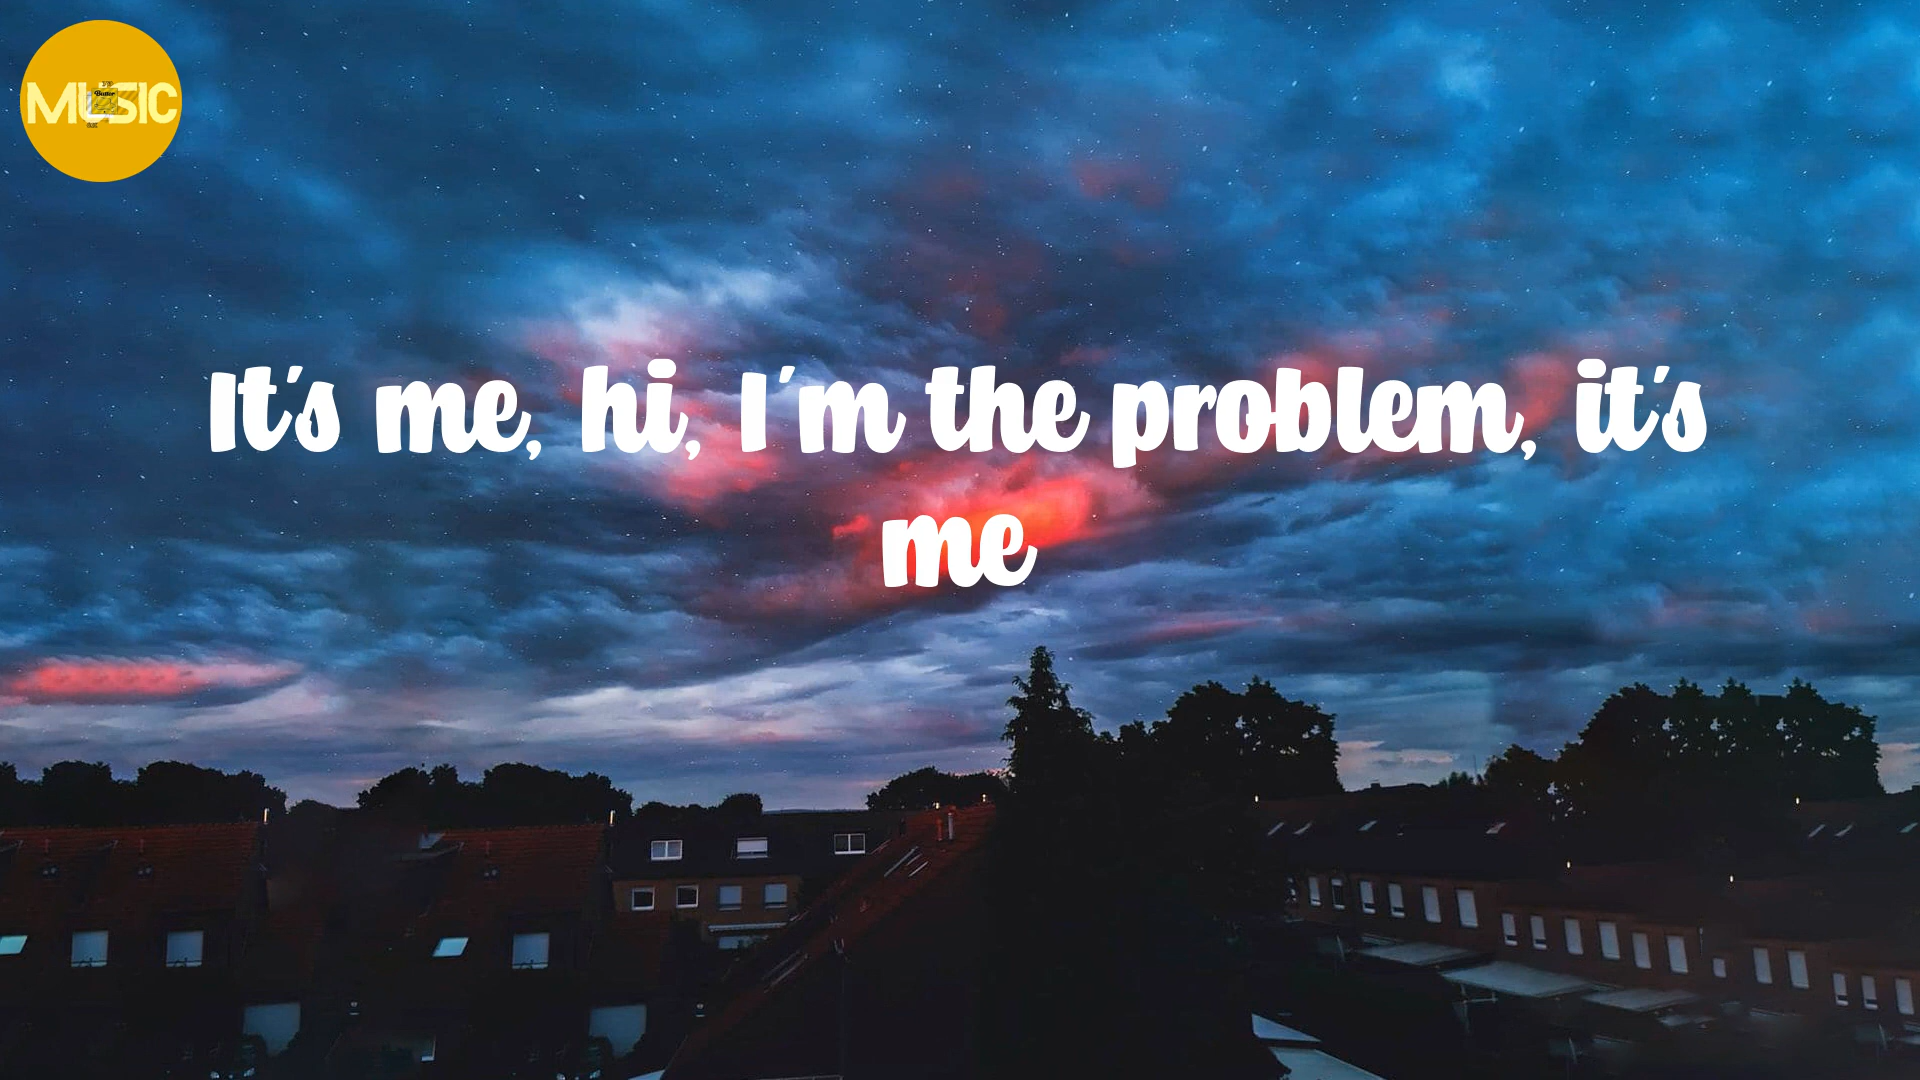 MUSIC
It's me, hi, I'm the problem, it's
me